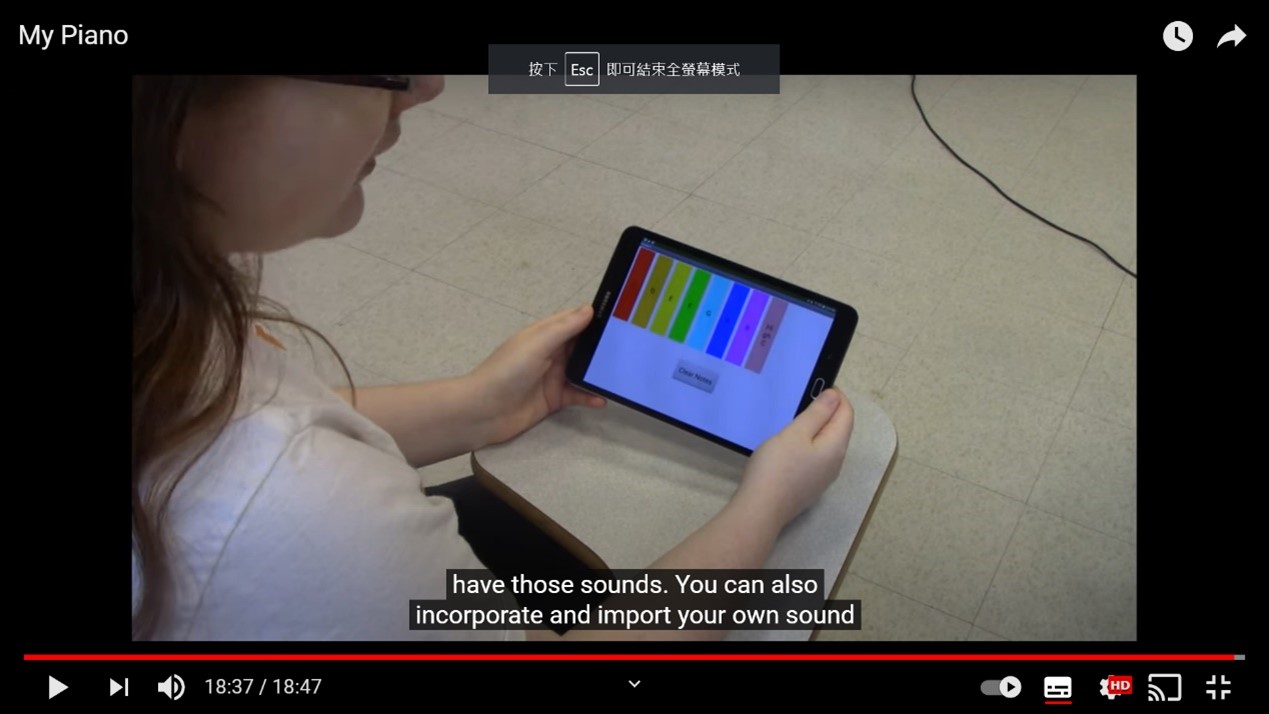 My Piano
按下 Esc 即可結束全螢幕模式
Clear Notes
have those sounds. You can also
incorporate and import your own sound
18:37 / 18:47
HD